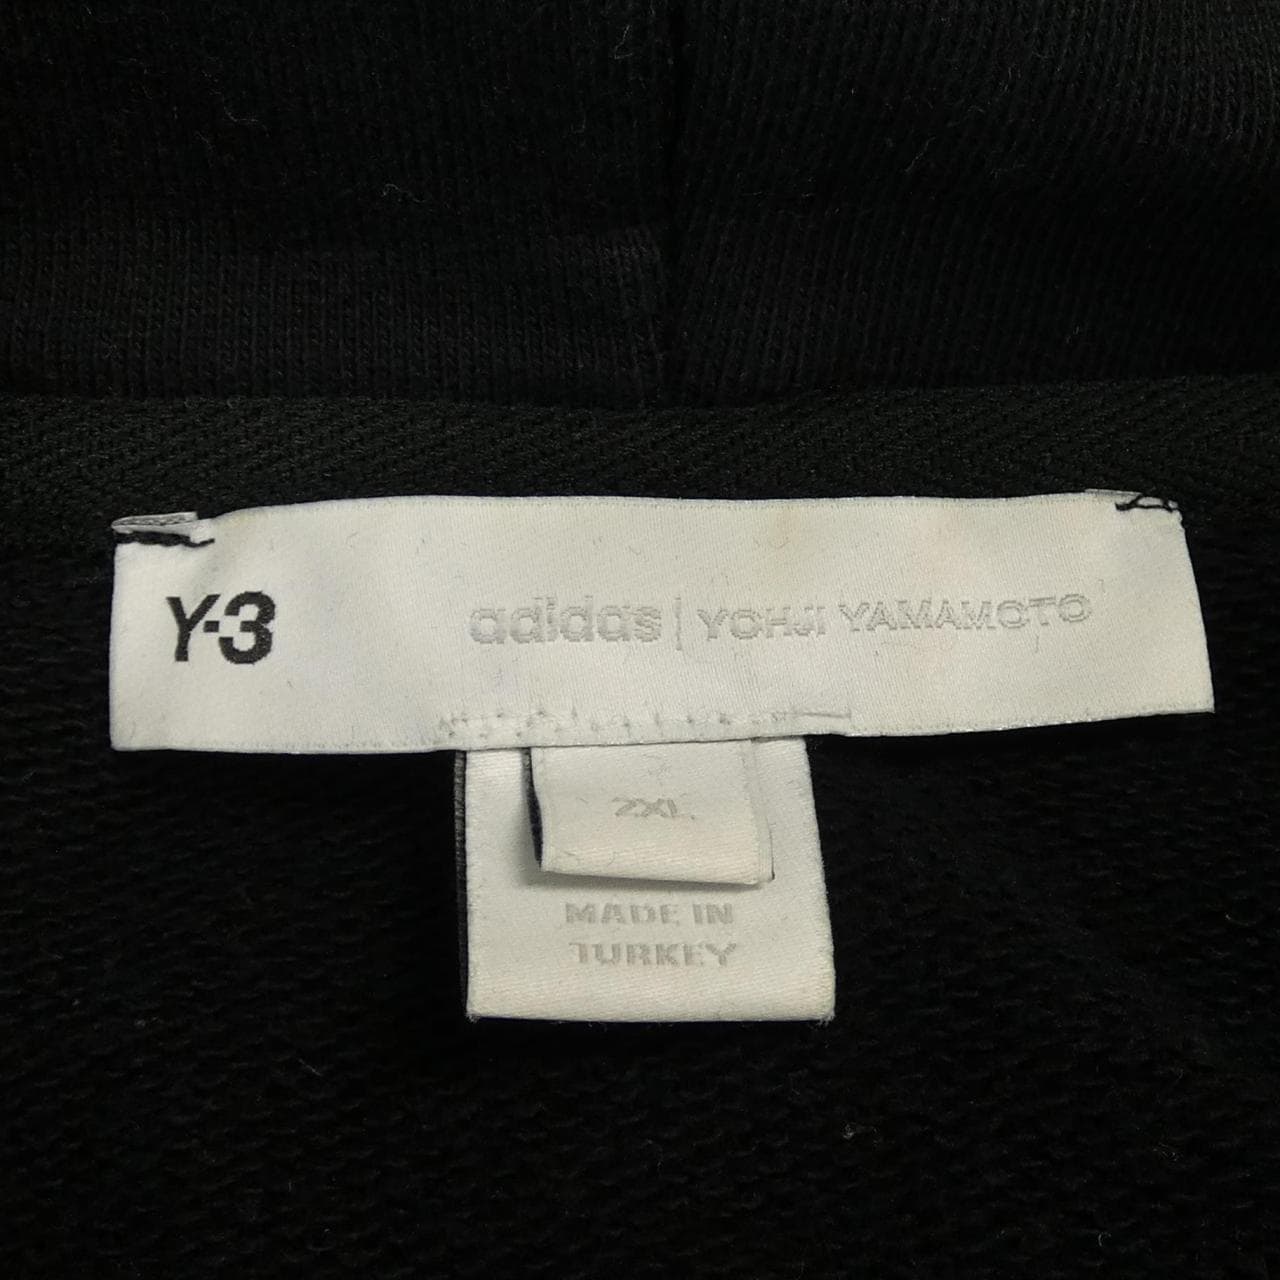 Y-3 adidas | YOHJI YAMAMOTO
2XL
MADE IN
TURKEY